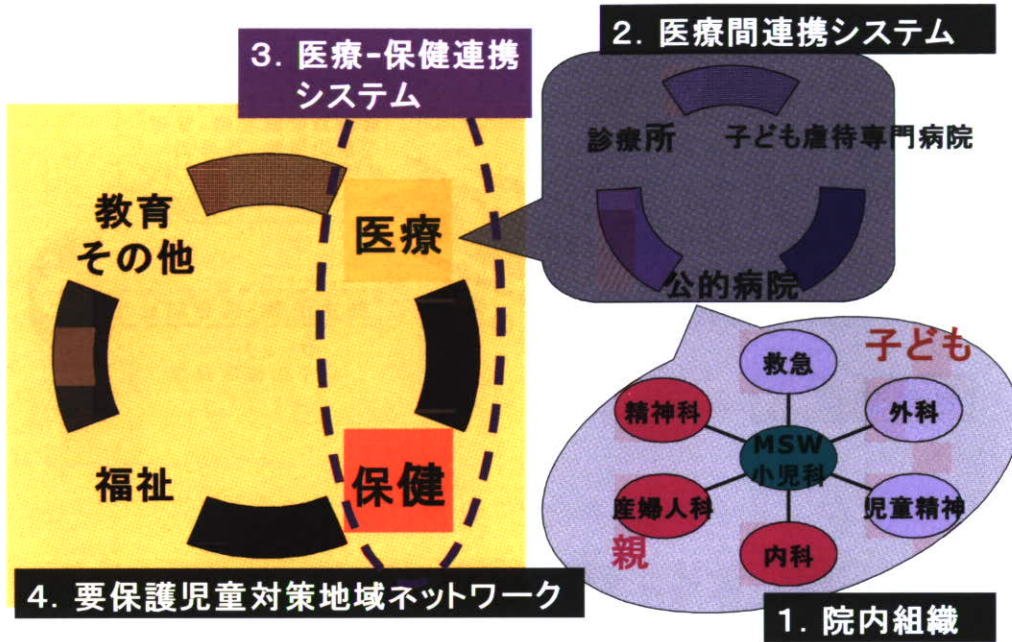 3. 医療-保健連携
システム
2. 医療間連携システム
診療所
子ども虐待専門病院
公的病院
教育
その他
医療
福祉
保健
4. 要保護児童対策地域ネットワーク
子ども
救急
精神科
外科
MSW
小児科
産婦人科
児童精神
親
内科
1. 院内組織